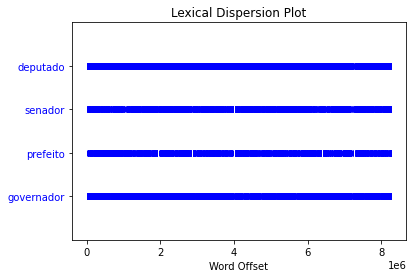 Lexical Dispersion Plot
deputado
senador
prefeito
governador
0 2 4 6 8
1e6
Word Offset